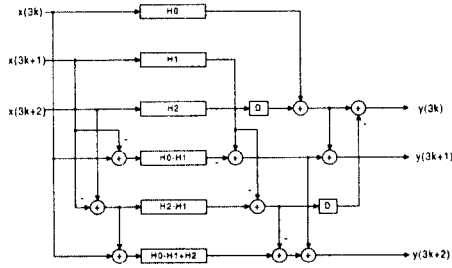 x(3k) H0
x(3k+1) H1
x(3k+2) H2 D + + y(3k)
+ H0-H1 + + y(3k+1)
+ H2-H1 + D
+ H0-H1+H2 + + y(3k+2)